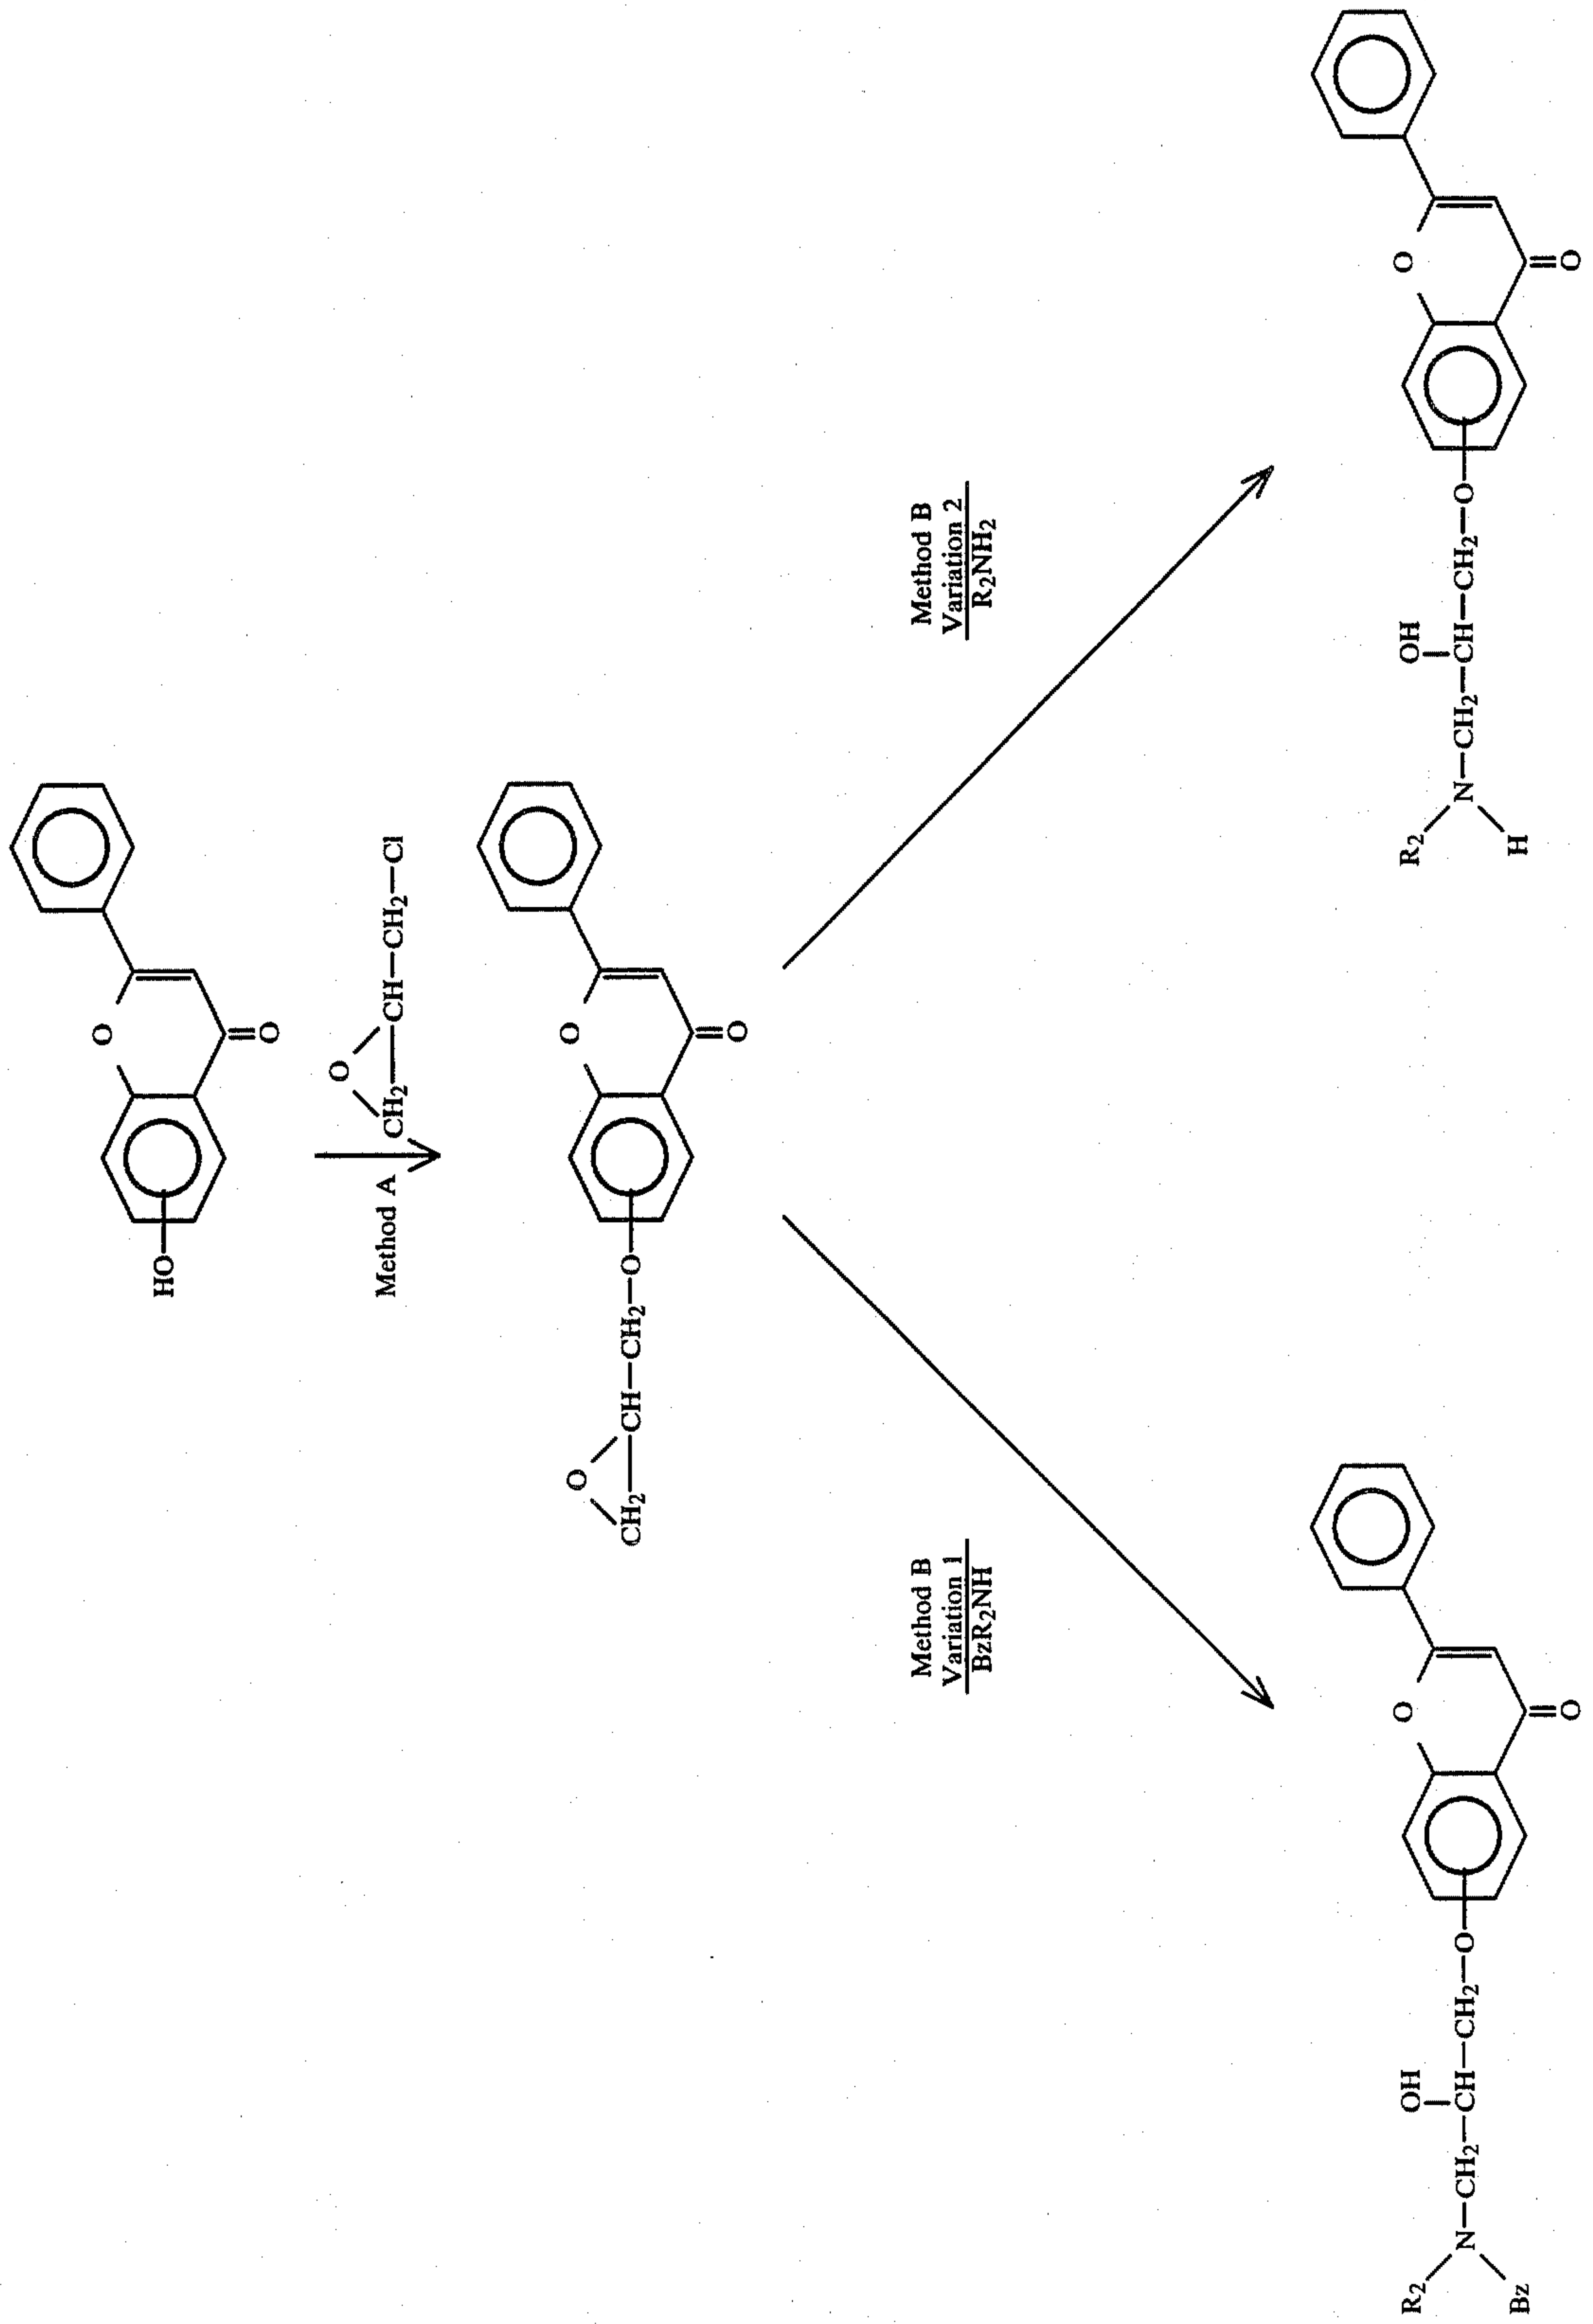 HO
O
O
Method A
O
CH2—CH—CH2—Cl
O
CH2—CH—CH2—O
O
O
Method B
Variation 1
BzR2NH
Method B
Variation 2
R2NH2
R2
OH
N—CH2—CH—CH2—O
Bz
O
O
R2
OH
N—CH2—CH—CH2—O
H
O
O